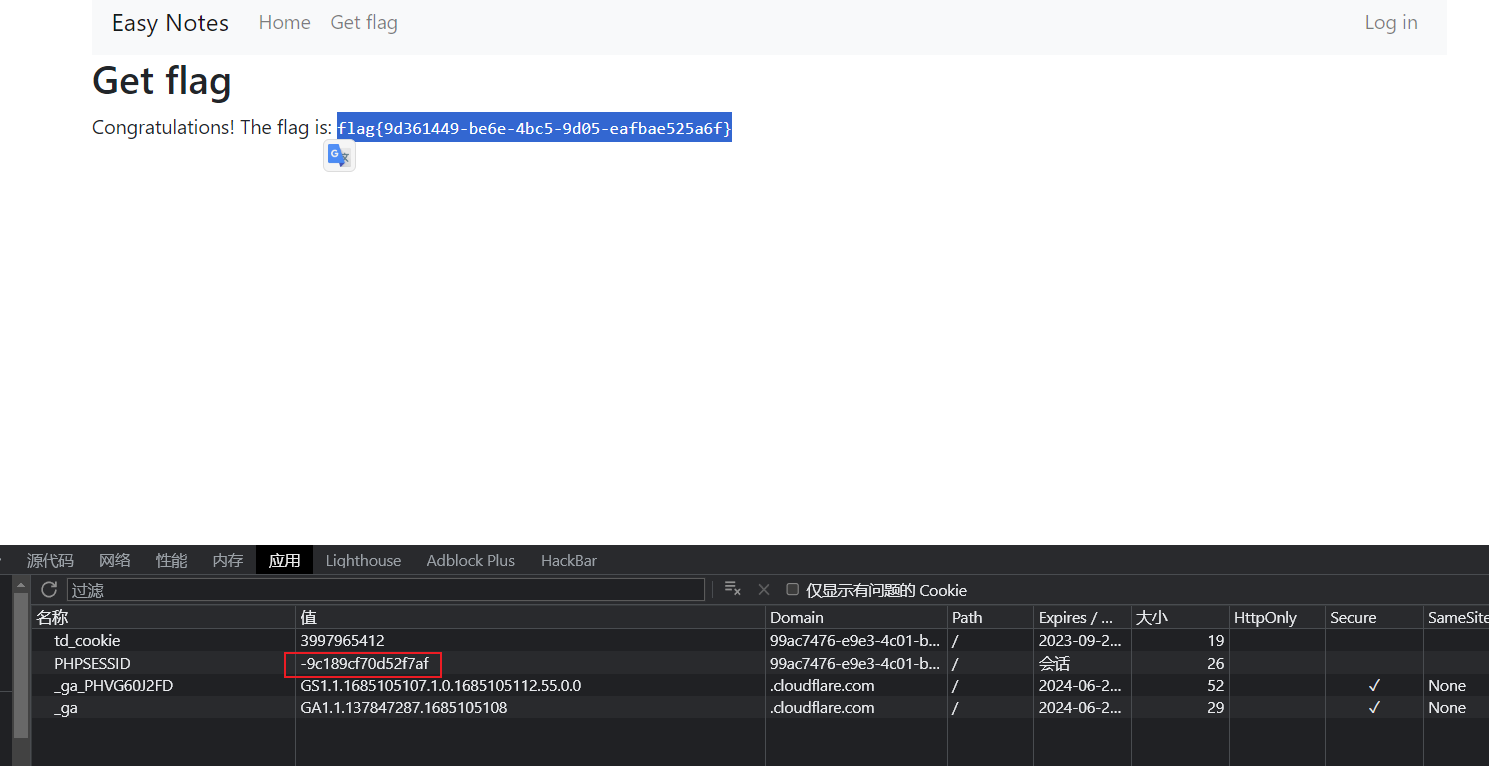 Easy Notes Home Get flag Log in
Get flag
Congratulations! The flag is: flag{9d361449-be6e-4bc5-9d05-eafbae525a6f}
源代码 网络 性能 内存 应用 Lighthouse Adblock Plus HackBar
过滤 仅显示有问题的 Cookie
名称 值 Domain Path Expires / ... 大小 HttpOnly Secure SameSite
td_cookie 3997965412 99ac7476-e9e3-4c01-b... / 2023-09-2... 19
PHPSESSID -9c189cf70d52f7af 99ac7476-e9e3-4c01-b... / 会话 26
_ga_PHVG60J2FD GS1.1.1685105107.1.0.1685105112.55.0.0 .cloudflare.com / 2024-06-2... 52 ✓ None
_ga GA1.1.137847287.1685105108 .cloudflare.com / 2024-06-2... 29 ✓ None